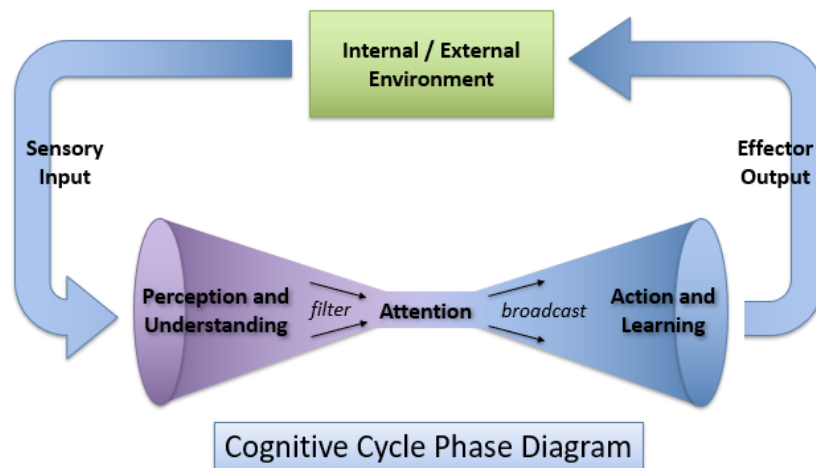 Internal / External
Environment
Sensory
Input
Effector
Output
Perception and
Understanding
filter
Attention
broadcast
Action and
Learning
Cognitive Cycle Phase Diagram